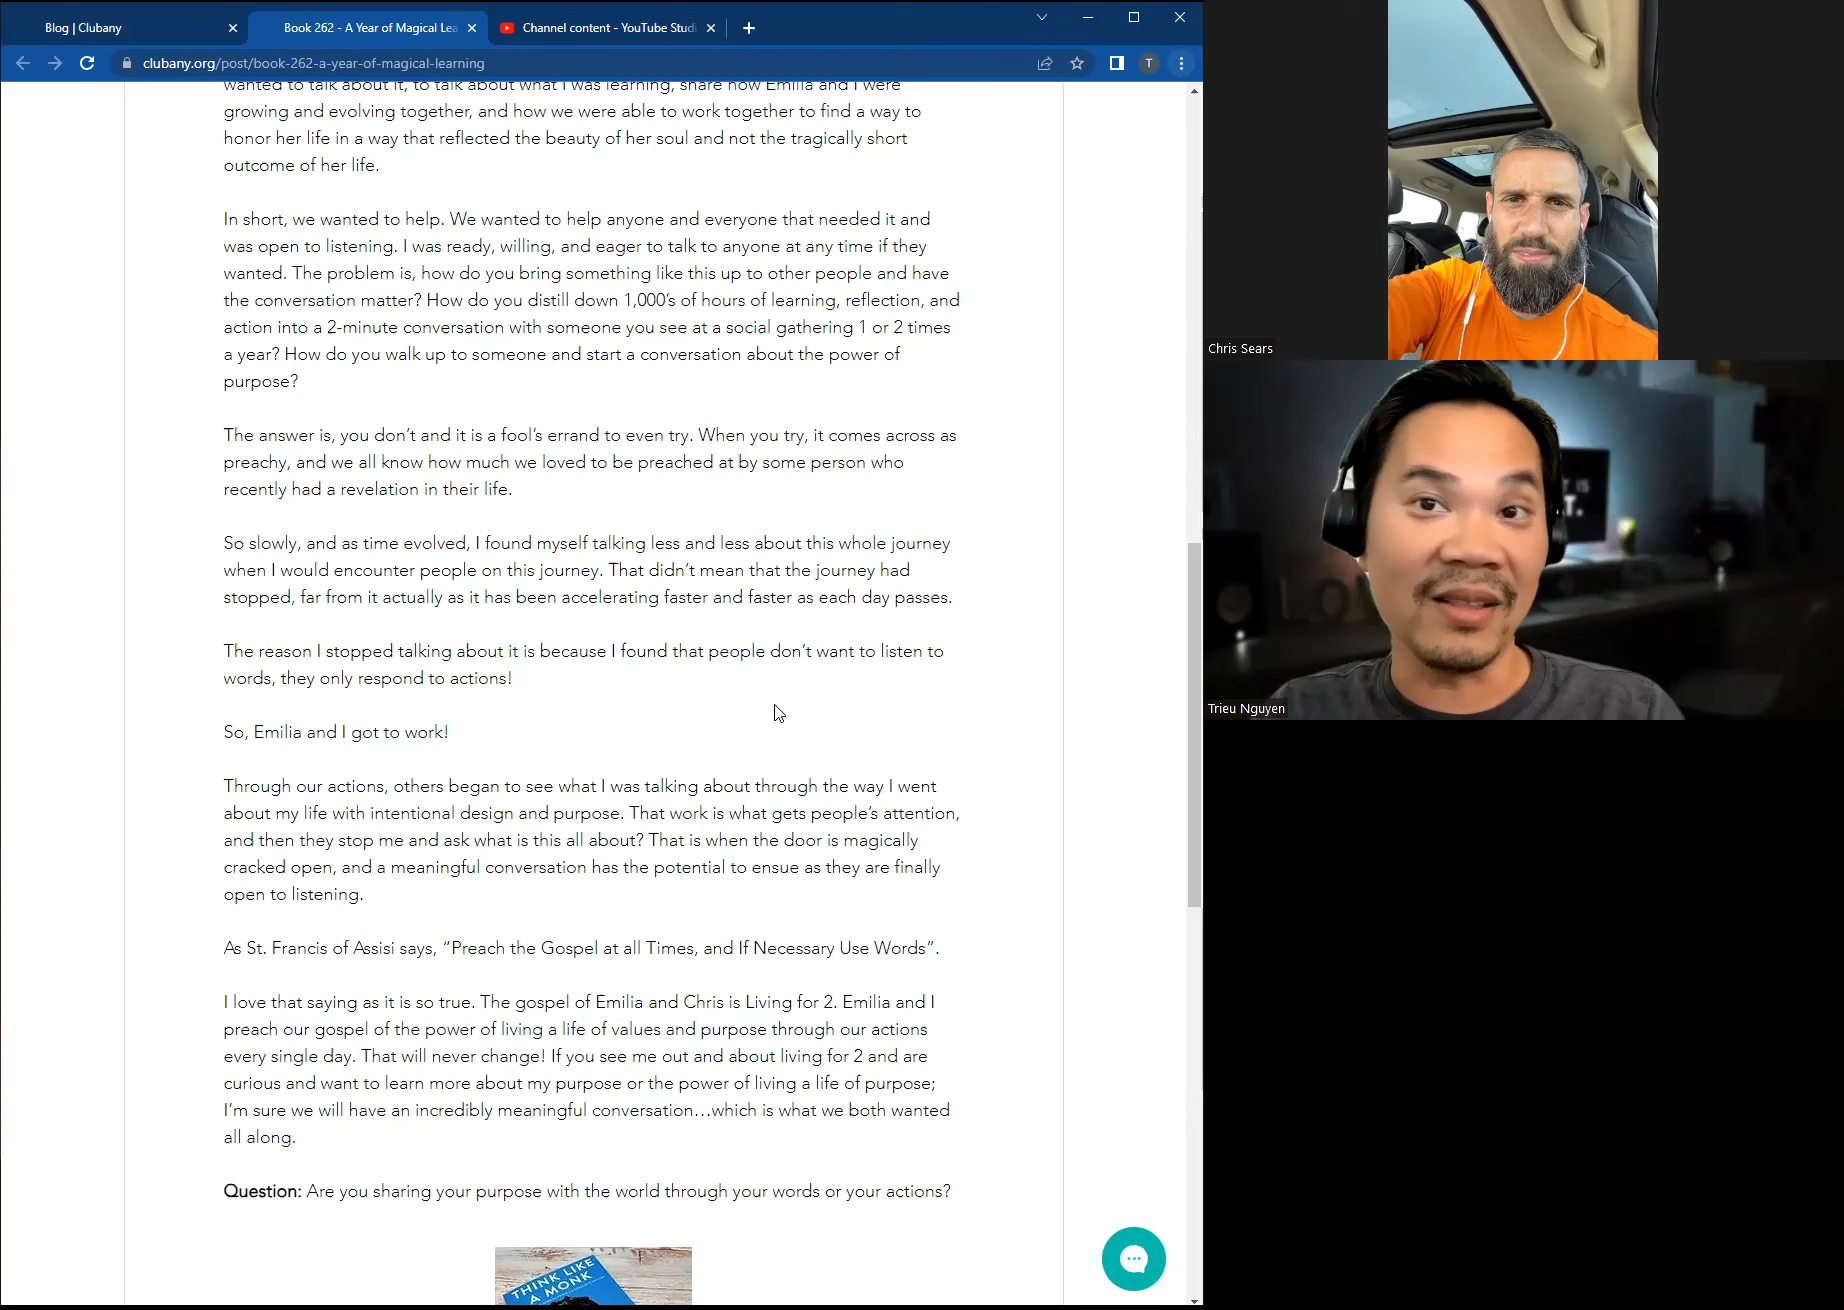 Blog | Clubany
Book 262 - A Year of Magical Lea
Channel content - YouTube Studi
clubany.org/post/book-262-a-year-of-magical-learning
T
wanted to talk about it, to talk about what I was learning, share how Emilia and I were
growing and evolving together, and how we were able to work together to find a way to
honor her life in a way that reflected the beauty of her soul and not the tragically short
outcome of her life.
In short, we wanted to help. We wanted to help anyone and everyone that needed it and
was open to listening. I was ready, willing, and eager to talk to anyone at any time if they
wanted. The problem is, how do you bring something like this up to other people and have
the conversation matter? How do you distill down 1,000’s of hours of learning, reflection, and
action into a 2-minute conversation with someone you see at a social gathering 1 or 2 times
a year? How do you walk up to someone and start a conversation about the power of
purpose?
The answer is, you don’t and it is a fool’s errand to even try. When you try, it comes across as
preachy, and we all know how much we loved to be preached at by some person who
recently had a revelation in their life.
So slowly, and as time evolved, I found myself talking less and less about this whole journey
when I would encounter people on this journey. That didn’t mean that the journey had
stopped, far from it actually as it has been accelerating faster and faster as each day passes.
The reason I stopped talking about it is because I found that people don’t want to listen to
words, they only respond to actions!
So, Emilia and I got to work!
Through our actions, others began to see what I was talking about through the way I went
about my life with intentional design and purpose. That work is what gets people’s attention,
and then they stop me and ask what is this all about? That is when the door is magically
cracked open, and a meaningful conversation has the potential to ensue as they are finally
open to listening.
As St. Francis of Assisi says, “Preach the Gospel at all Times, and If Necessary Use Words”.
I love that saying as it is so true. The gospel of Emilia and Chris is Living for 2. Emilia and I
preach our gospel of the power of living a life of values and purpose through our actions
every single day. That will never change! If you see me out and about living for 2 and are
curious and want to learn more about my purpose or the power of living a life of purpose;
I’m sure we will have an incredibly meaningful conversation…which is what we both wanted
all along.
Question: Are you sharing your purpose with the world through your words or your actions?
THINK LIKE
A MONK
Chris Sears
Trieu Nguyen